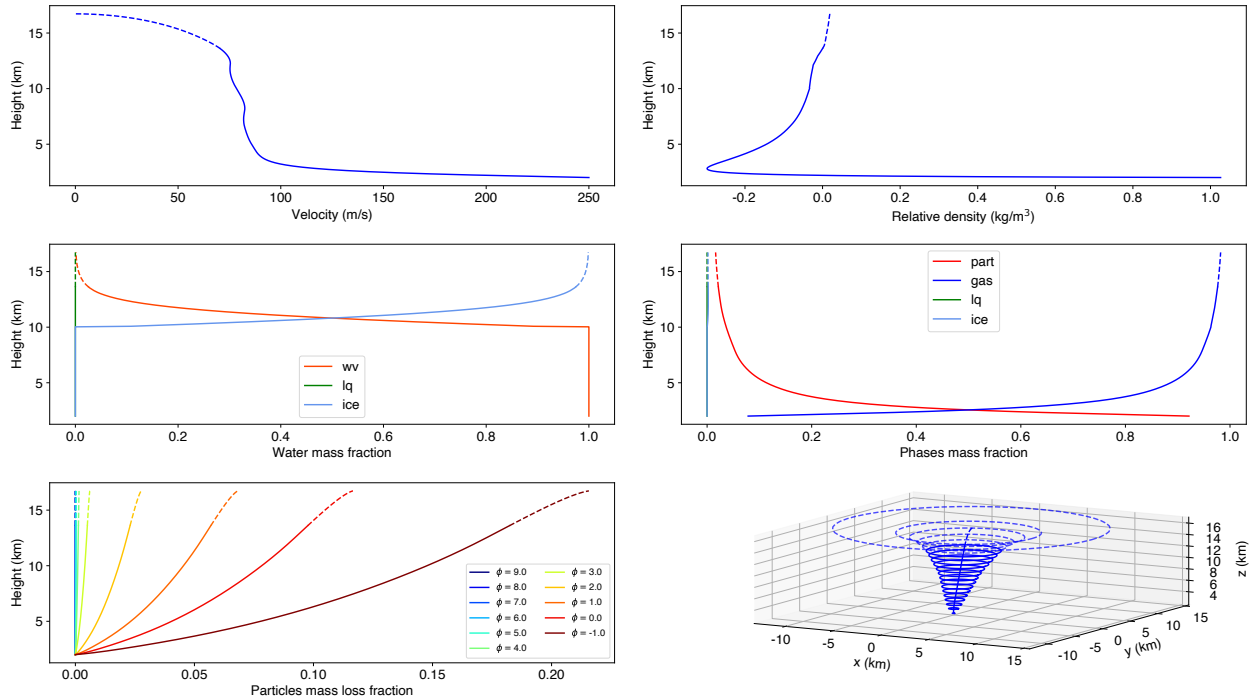 15
10
5
Height (km)
0
50
100
150
200
250
Velocity (m/s)
15
10
5
Height (km)
-0.2
0.0
0.2
0.4
0.6
0.8
1.0
Relative density (kg/m³)
15
10
5
Height (km)
wv
lq
ice
0.0
0.2
0.4
0.6
0.8
1.0
Water mass fraction
15
10
5
Height (km)
part
gas
lq
ice
0.0
0.2
0.4
0.6
0.8
1.0
Phases mass fraction
15
10
5
Height (km)
ϕ = 9.0
ϕ = 8.0
ϕ = 7.0
ϕ = 6.0
ϕ = 5.0
ϕ = 4.0
ϕ = 3.0
ϕ = 2.0
ϕ = 1.0
ϕ = 0.0
ϕ = -1.0
0.00
0.05
0.10
0.15
0.20
Particles mass loss fraction
16
14
12
10
8
6
4
z (km)
-10
-5
0
5
10
15
x (km)
-10
-5
0
5
10
15
y (km)